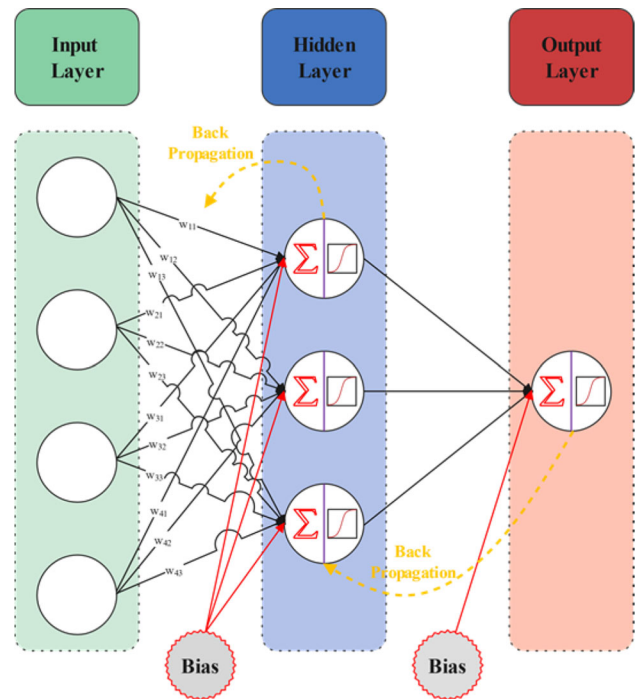 Input
Layer
Hidden
Layer
Output
Layer
Back
Propagation
w11
w12
w13
w21
w22
w23
w31
w32
w33
w41
w42
w43
Σ
Σ
Σ
Σ
Back
Propagation
Bias
Bias